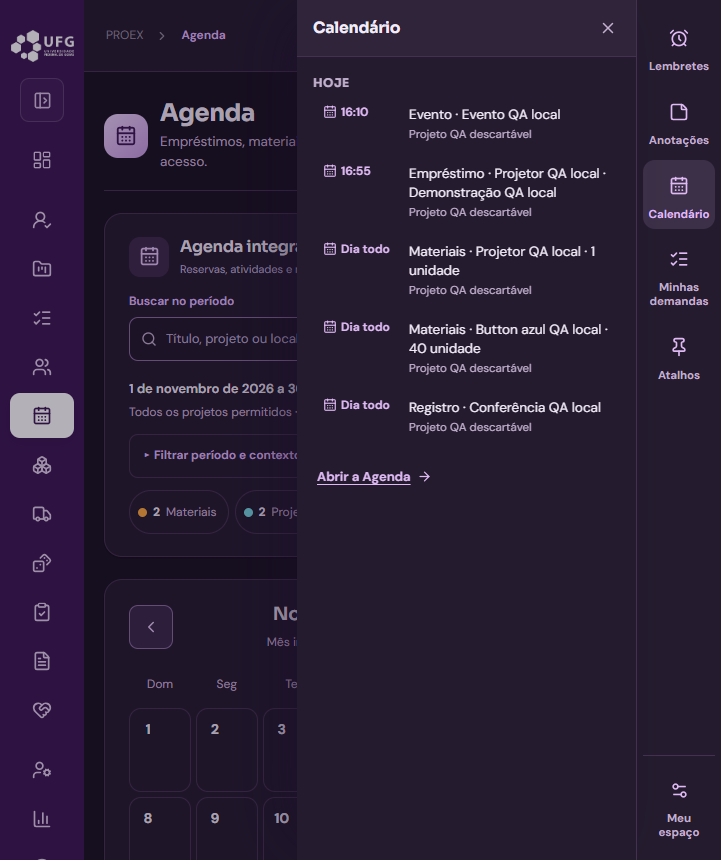 UFG
UNIVERSIDADE
FEDERAL DE GOIÁS
PROEX
Agenda
Agenda
Empréstimos, materia
acesso.
Agenda integra
Reservas, atividades e
Buscar no período
Título, projeto ou local
1 de novembro de 2026 a 30
Todos os projetos permitidos ·
Filtrar período e contexto
2 Materiais
2 Proje
No
Mês i
Dom
Seg
Te
1
2
3
8
9
10
Calendário
HOJE
16:10
Evento · Evento QA local
Projeto QA descartável
16:55
Empréstimo · Projetor QA local ·
Demonstração QA local
Projeto QA descartável
Dia todo
Materiais · Projetor QA local · 1
unidade
Projeto QA descartável
Dia todo
Materiais · Button azul QA local ·
40 unidade
Projeto QA descartável
Dia todo
Registro · Conferência QA local
Projeto QA descartável
Abrir a Agenda →
Lembretes
Anotações
Calendário
Minhas
demandas
Atalhos
Meu
espaço